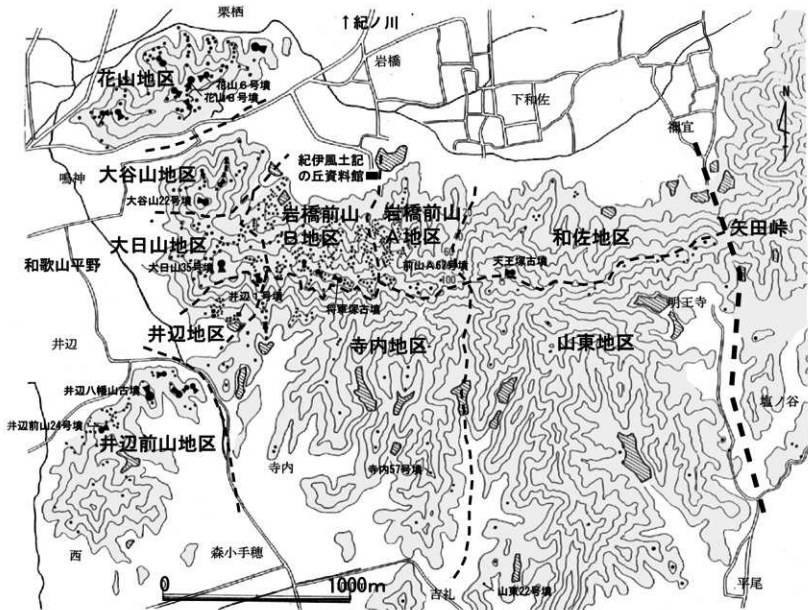 栗栖
↑紀ノ川
花山地区
岩橋
花山6号墳
花山8号墳
下和佐
禰宜
N
鳴神
大谷山地区
紀伊風土記
の丘資料館
大谷山22号墳
岩橋前山
B地区
岩橋前山
A地区
和佐地区
矢田峠
大日山地区
和歌山平野
大日山35号墳
前山A67号墳
天王塚古墳
100
井辺1号墳
将軍塚古墳
明王寺
井辺地区
井辺
寺内地区
山東地区
井辺八幡山古墳
塩ノ谷
井辺前山24号墳
井辺前山地区
寺内
寺内57号墳
西
森小手穂
0
1000m
吉礼
山東22号墳
平尾